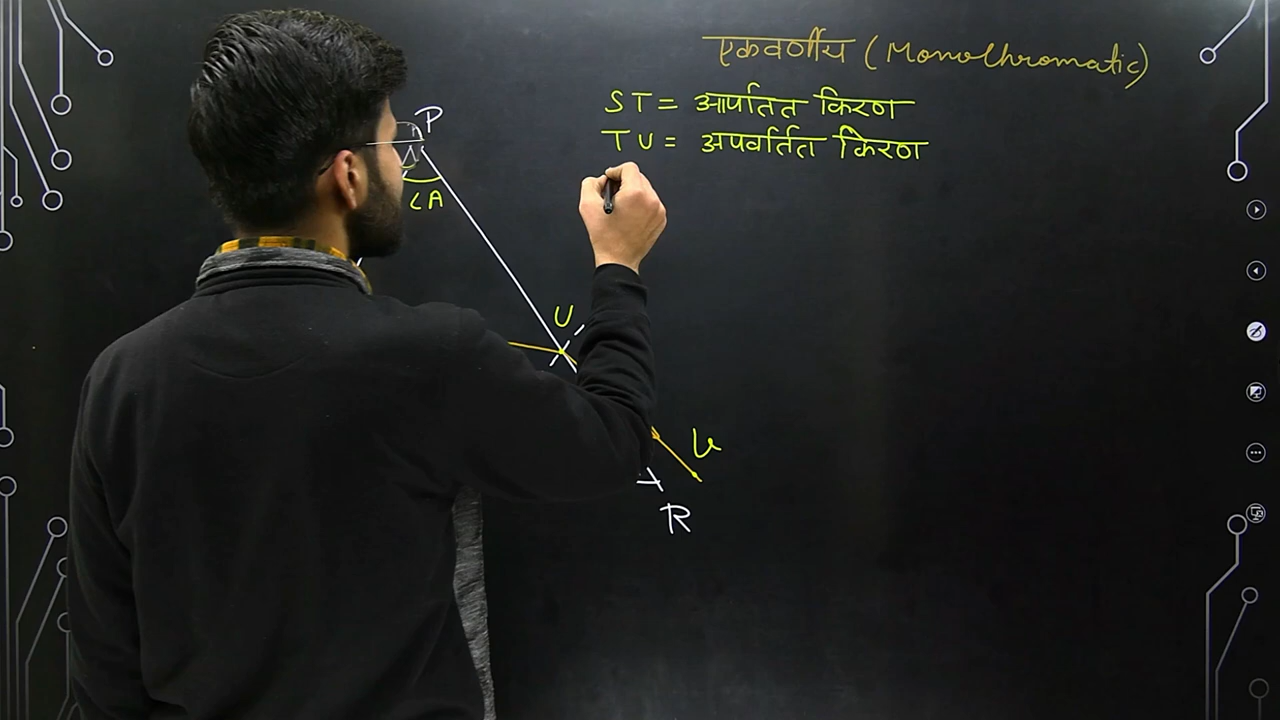 एकवर्णीय (Monochromatic)
ST = आपतित किरण
TU = अपवर्तित किरण
P
∠A
U
V
R